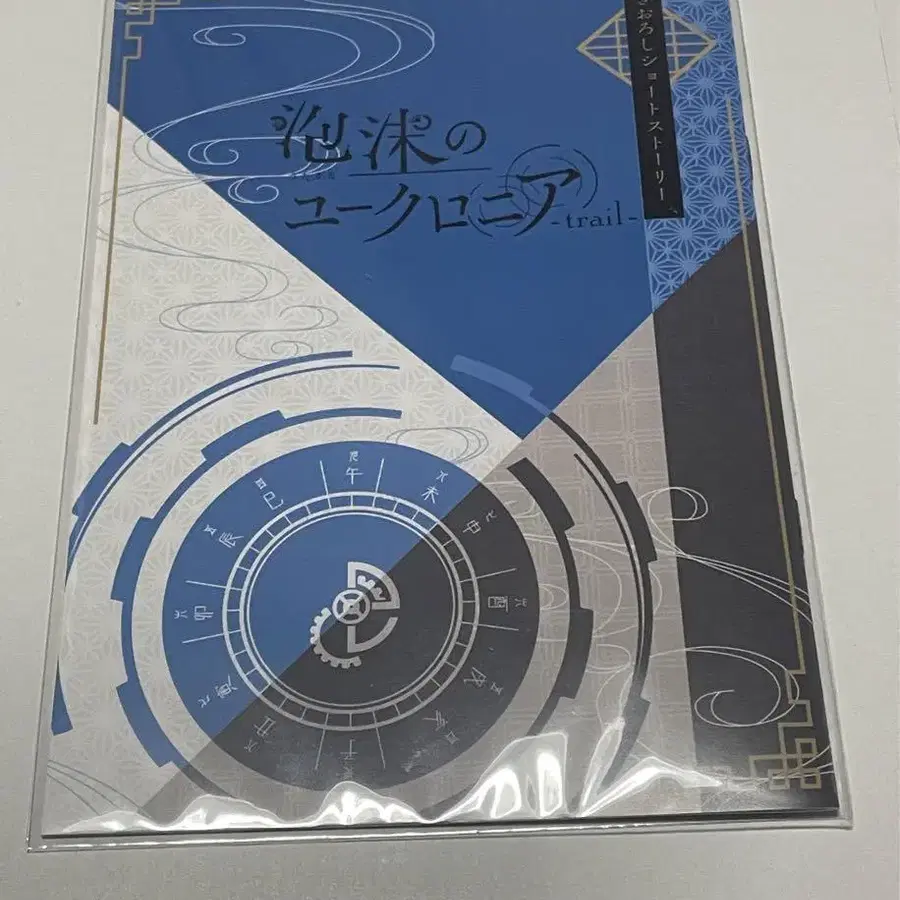 きおろしショートストーリー
泡沫の
ユークロニア
-trail-
午
未
申
酉
戌
亥
子
丑
寅
卯
辰
巳